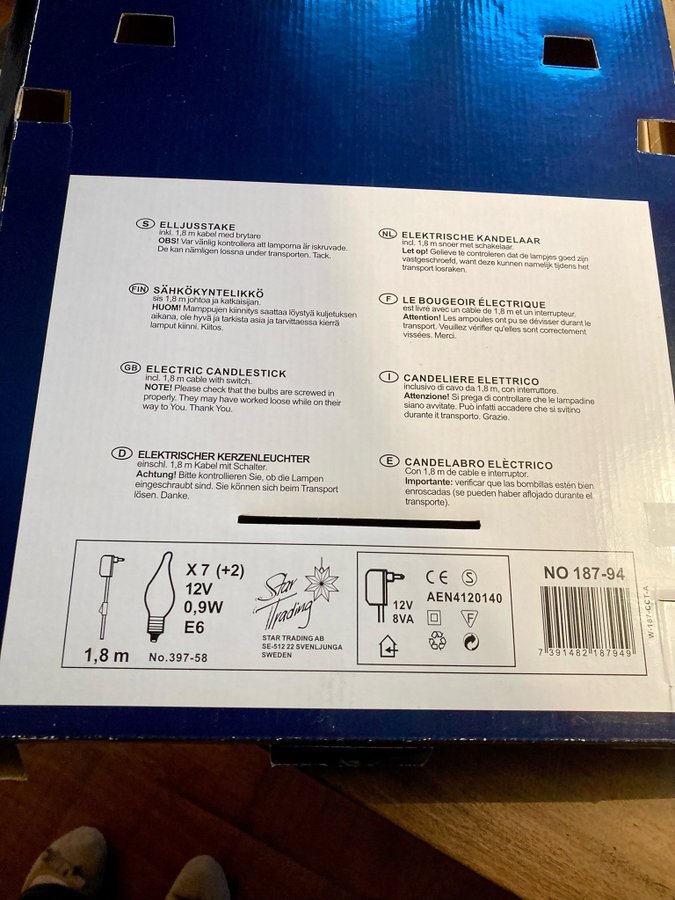 S ELLJUSSTAKE
inkl. 1,8 m kabel med brytare
OBS! Var vänlig kontrollera att lamporna är iskruvade.
De kan nämligen lossna under transporten. Tack.
FIN SÄHKÖKYNTELIKKÖ
sis 1,8 m johtoa ja katkaisijan.
HUOM! Mamppujen kiinnitys saattaa löystyä kuljetuksen
aikana, ole hyvä ja tarkista asia ja tarvittaessa kierrä
lamput kiinni. Kiitos.
GB ELECTRIC CANDLESTICK
incl. 1,8 m cable with switch.
NOTE! Please check that the bulbs are screwed in
properly. They may have worked loose while on their
way to You. Thank You.
D ELEKTRISCHER KERZENLEUCHTER
einschl. 1,8 m Kabel mit Schalter.
Achtung! Bitte kontrollieren Sie, ob die Lampen
eingeschraubt sind. Sie können sich beim Transport
lösen. Danke.
NL ELEKTRISCHE KANDELAAR
incl. 1,8 m snoer met schakelaar.
Let op! Gelieve te controleren dat de lampjes goed zijn
vastgeschroefd, want deze kunnen namelijk tijdens het
transport losraken.
F LE BOUGEOIR ÉLECTRIQUE
est livré avec un cable de 1,8 m et un interrupteur.
Attention! Les ampoules ont pu se dévisser durant le
transport. Veuillez vérifier qu'elles sont correctement
vissées. Merci.
I CANDELIERE ELETTRICO
inclusivo di cavo da 1,8 m, con interruttore.
Attenzione! Si prega di controllare che le lampadine
siano avvitate. Può infatti accadere che si svitino
durante il transporto. Grazie.
E CANDELABRO ELÈCTRICO
Con 1,8 m de cable e interruptor.
Importante: verificar que las bombillas estén bien
enroscadas (se pueden haber aflojado durante el
transporte).
1,8 m
X 7 (+2)
12V
0,9W
E6
No.397-58
Star
Trading
STAR TRADING AB
SE-512 22 SVENLJUNGA
SWEDEN
12V
8VA
CE S
AEN4120140
F
NO 187-94
7 391482 187949
W-187-CCT-A